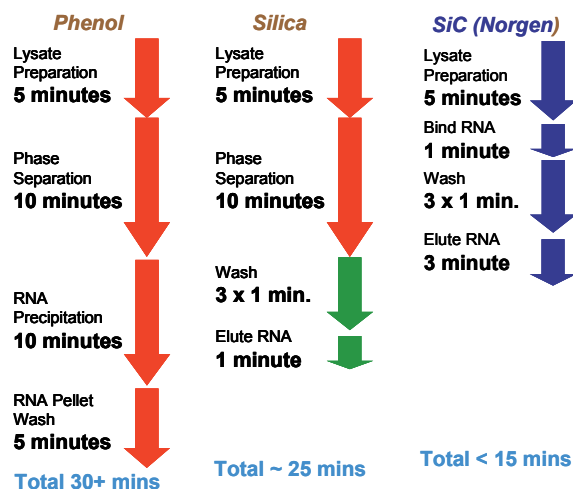 Phenol
Lysate
Preparation
5 minutes
Phase
Separation
10 minutes
RNA
Precipitation
10 minutes
RNA Pellet
Wash
5 minutes
Total 30+ mins
Silica
Lysate
Preparation
5 minutes
Phase
Separation
10 minutes
Wash
3 x 1 min.
Elute RNA
1 minute
Total ~ 25 mins
SiC (Norgen)
Lysate
Preparation
5 minutes
Bind RNA
1 minute
Wash
3 x 1 min.
Elute RNA
3 minute
Total < 15 mins